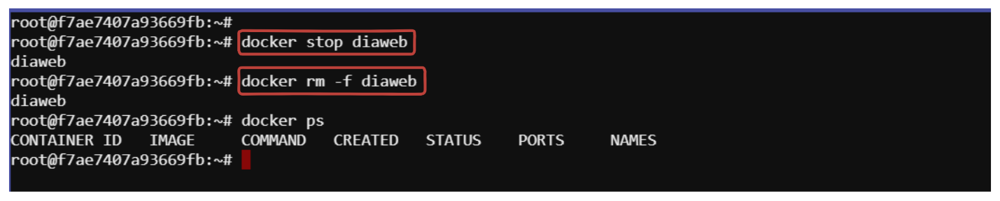 root@f7ae7407a93669fb:~#
root@f7ae7407a93669fb:~# docker stop diaweb
diaweb
root@f7ae7407a93669fb:~# docker rm -f diaweb
diaweb
root@f7ae7407a93669fb:~# docker ps
CONTAINER ID   IMAGE     COMMAND   CREATED   STATUS    PORTS     NAMES
root@f7ae7407a93669fb:~#